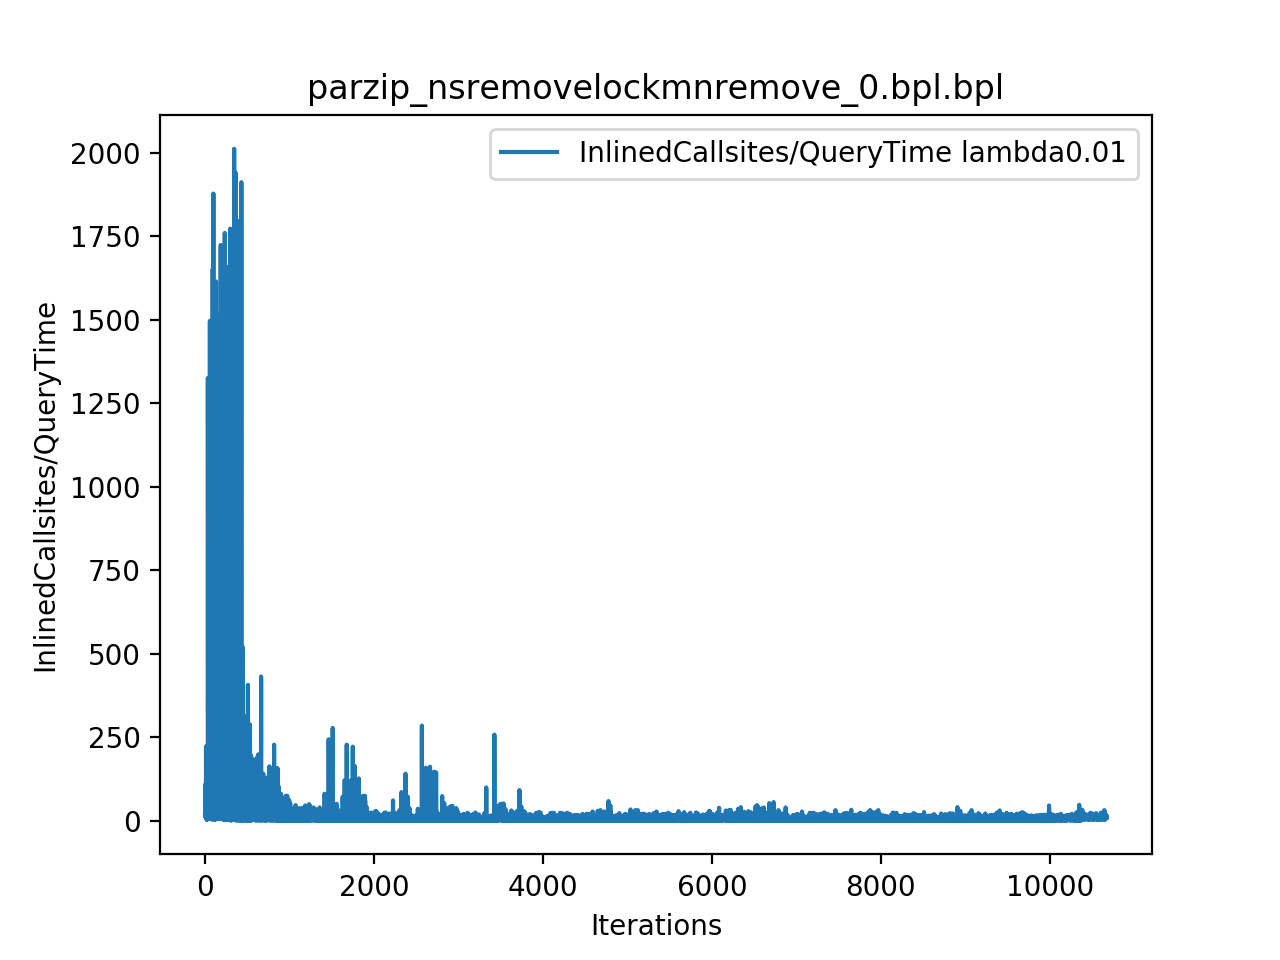 parzip_nsremovelockmnremove_0.bpl.bpl
InlinedCallsites/QueryTime lambda0.01
InlinedCallsites/QueryTime
2000
1750
1500
1250
1000
750
500
250
0
0 2000 4000 6000 8000 10000
Iterations